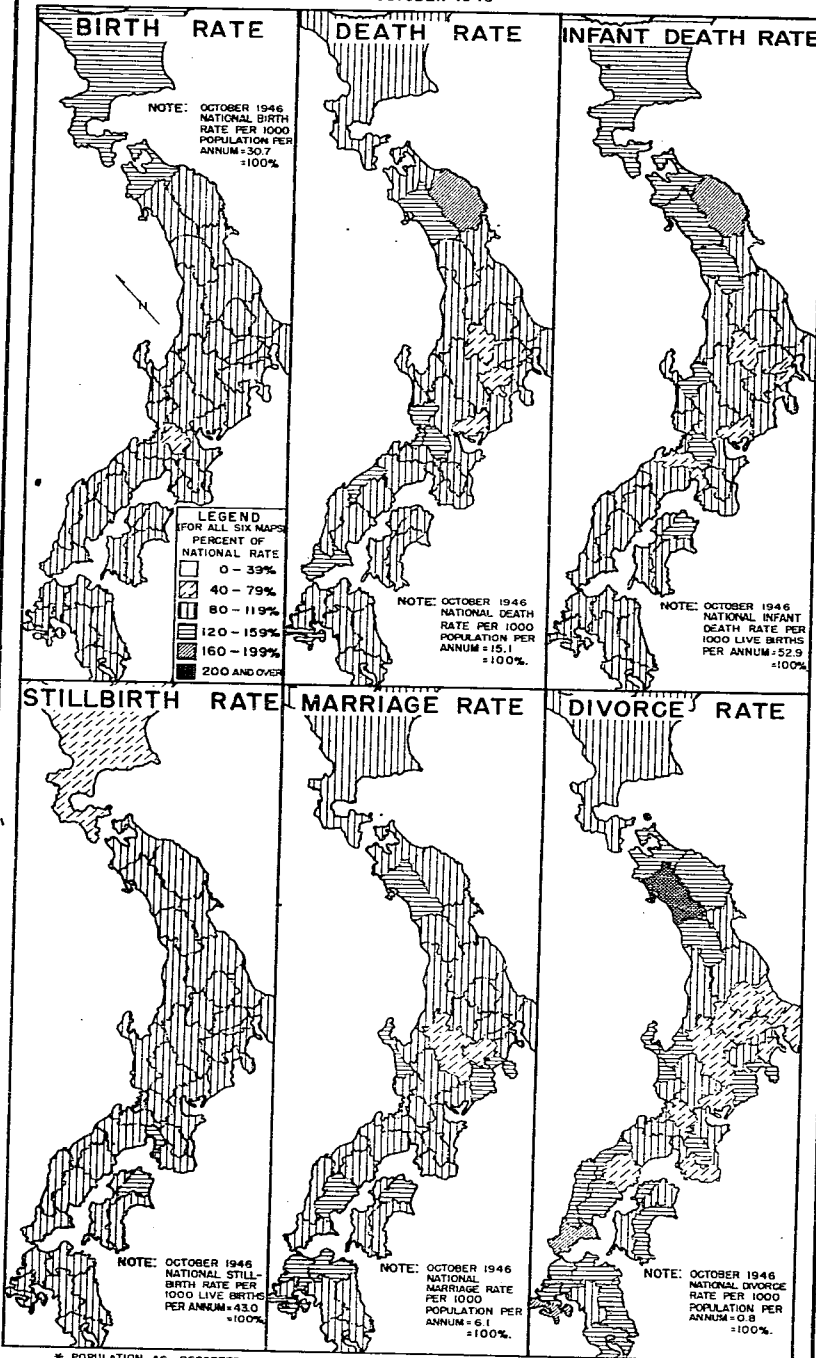 BIRTH RATE
NOTE: OCTOBER 1946
NATIONAL BIRTH
RATE PER 1000
POPULATION PER
ANNUM=30.7
=100%
N
LEGEND
(FOR ALL SIX MAPS)
PERCENT OF
NATIONAL RATE
0-39%
40-79%
80-119%
120-159%
160-199%
200 AND OVER
DEATH RATE
NOTE: OCTOBER 1946
NATIONAL DEATH
RATE PER 1000
POPULATION PER
ANNUM=15.1
=100%.
INFANT DEATH RATE
NOTE: OCTOBER 1946
NATIONAL INFANT
DEATH RATE PER
1000 LIVE BIRTHS
PER ANNUM=52.9
=100%
STILLBIRTH RATE
NOTE: OCTOBER 1946
NATIONAL STILL-
BIRTH RATE PER
1000 LIVE BIRTHS
PER ANNUM=43.0
=100%.
MARRIAGE RATE
NOTE: OCTOBER 1946
NATIONAL
MARRIAGE RATE
PER 1000
POPULATION PER
ANNUM=6.1
=100%.
DIVORCE RATE
NOTE: OCTOBER 1946
NATIONAL DIVORCE
RATE PER 1000
POPULATION PER
ANNUM=0.8
=100%.
* POPULATION AS